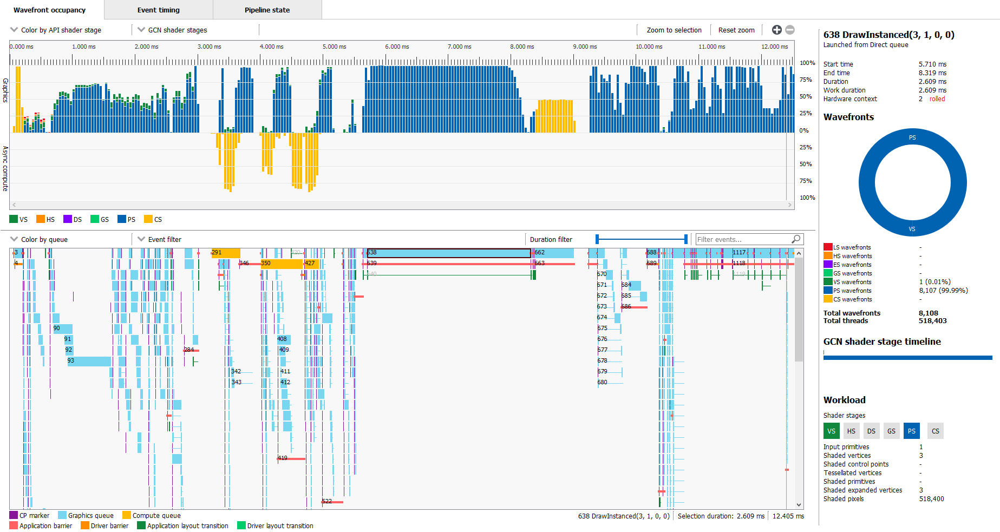 Wavefront occupancy
Event timing
Pipeline state
Color by API shader stage
GCN shader stages
Zoom to selection
Reset zoom
0.000 ms
1.000 ms
2.000 ms
3.000 ms
4.000 ms
5.000 ms
6.000 ms
7.000 ms
8.000 ms
9.000 ms
10.000 ms
11.000 ms
12.000 ms
Graphics
100%
75%
50%
25%
0%
Async compute
25%
50%
75%
100%
VS
HS
DS
GS
PS
CS
Color by queue
Event filter
Duration filter
Filter events...
3
291
420
638
662
688
1117
4
346
350
427
639
663
689
1118
640
670
1119
671
684
672
685
673
686
674
90
675
91
408
676
92
284
409
677
93
678
342
411
679
343
412
680
419
522
CP marker
Graphics queue
Compute queue
638 DrawInstanced(3, 1, 0, 0)
Selection duration: 2.609 ms
12.405 ms
Application barrier
Driver barrier
Application layout transition
Driver layout transition
638 DrawInstanced(3, 1, 0, 0)
Launched from Direct queue
Start time 5.710 ms
End time 8.319 ms
Duration 2.609 ms
Work duration 2.609 ms
Hardware context 2 rolled
Wavefronts
PS
VS
LS wavefronts -
HS wavefronts -
ES wavefronts -
GS wavefronts -
VS wavefronts 1 (0.01%)
PS wavefronts 8,107 (99.99%)
CS wavefronts -
Total wavefronts 8,108
Total threads 518,403
GCN shader stage timeline
Workload
Shader stages
VS HS DS GS PS CS
Input primitives 1
Shaded vertices 3
Shaded control points -
Tessellated vertices -
Shaded primitives -
Shaded expanded vertices 3
Shaded pixels 518,400